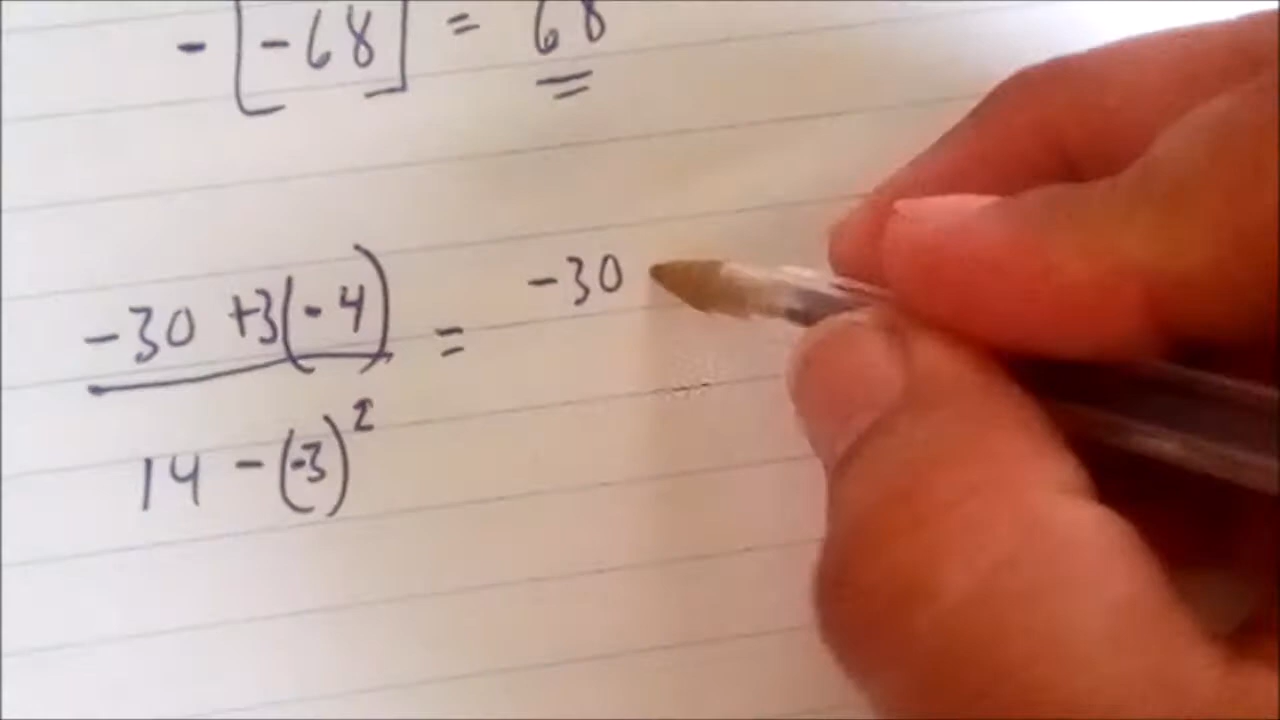 -[-68] = 68
-30 +3(-4) = -30
14 -(-3)²